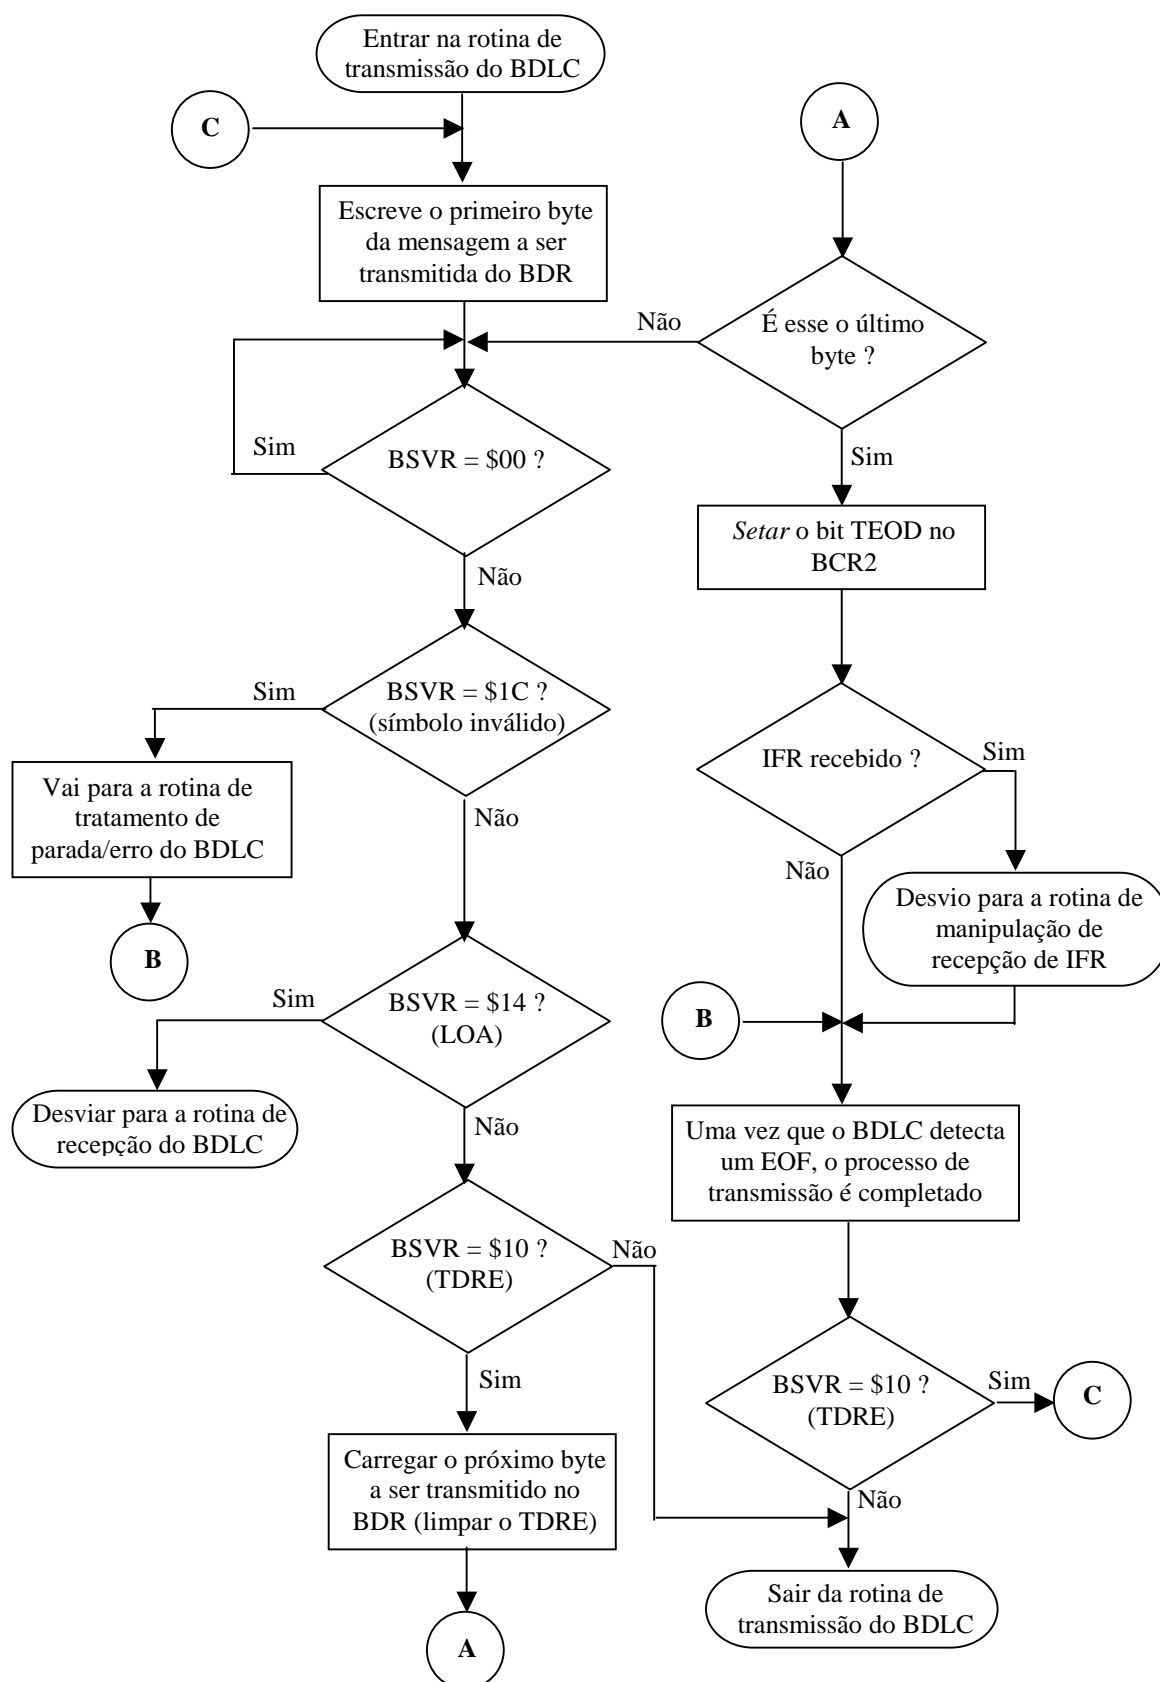 Entrar na rotina de
transmissão do BDLC
C
Escreve o primeiro byte
da mensagem a ser
transmitida do BDR
BSVR = $00 ?
Sim
Não
BSVR = $1C ?
(símbolo inválido)
Sim
Vai para a rotina de
tratamento de
parada/erro do BDLC
B
Não
BSVR = $14 ?
(LOA)
Sim
Desviar para a rotina de
recepção do BDLC
Não
BSVR = $10 ?
(TDRE)
Não
Sim
Carregar o próximo byte
a ser transmitido no
BDR (limpar o TDRE)
A
A
É esse o último
byte ?
Não
Sim
Setar o bit TEOD no
BCR2
IFR recebido ?
Sim
Não
Desvio para a rotina de
manipulação de
recepção de IFR
B
Uma vez que o BDLC detecta
um EOF, o processo de
transmissão é completado
BSVR = $10 ?
(TDRE)
Sim
C
Não
Sair da rotina de
transmissão do BDLC